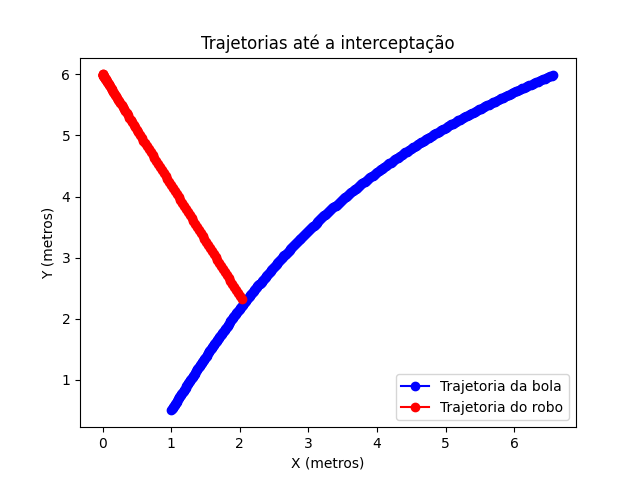 Trajetorias até a interceptação
6
5
4
3
2
1
Y (metros)
0 1 2 3 4 5 6
X (metros)
Trajetoria da bola
Trajetoria do robo